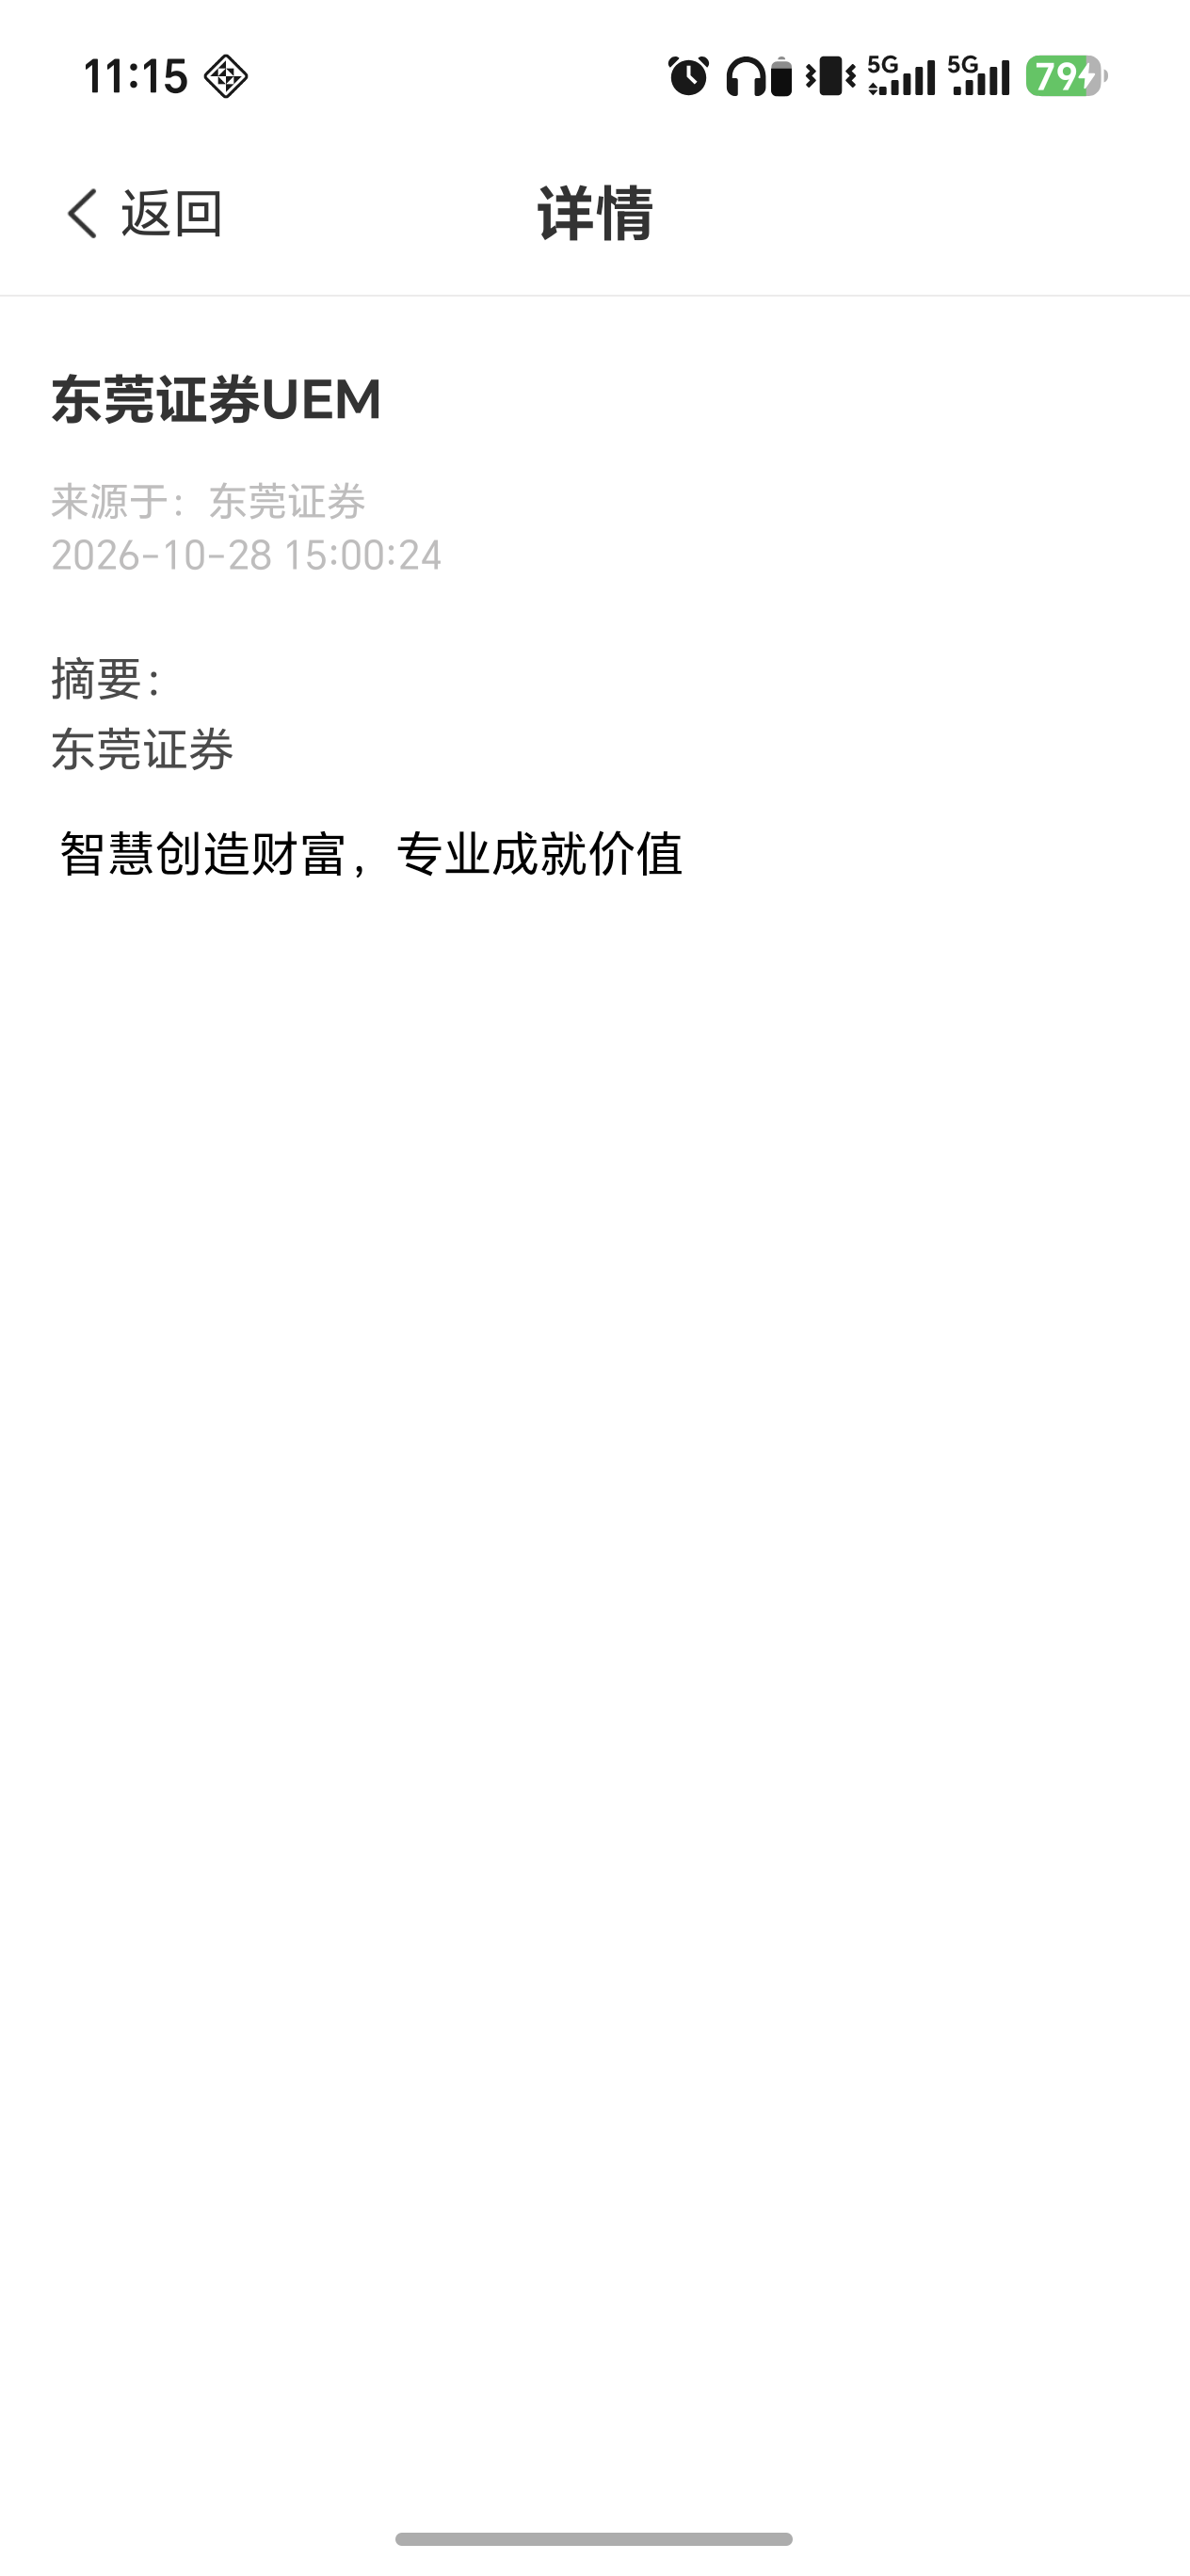 11:15
5G 5G 79
返回
详情
东莞证券UEM
来源于：东莞证券
2026-10-28 15:00:24
摘要：
东莞证券
智慧创造财富，专业成就价值